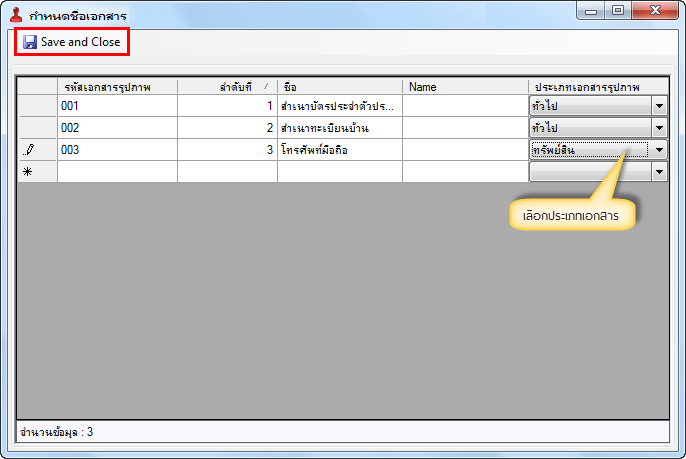 กำหนดชื่อเอกสาร
Save and Close
รหัสเอกสารรูปภาพ ลำดับที่ ชื่อ Name ประเภทเอกสารรูปภาพ
001 1 สำเนาบัตรประจำตัวปร... ทั่วไป
002 2 สำเนาทะเบียนบ้าน ทั่วไป
003 3 โทรศัพท์มือถือ ทรัพย์สิน
เลือกประเภทเอกสาร
จำนวนข้อมูล : 3